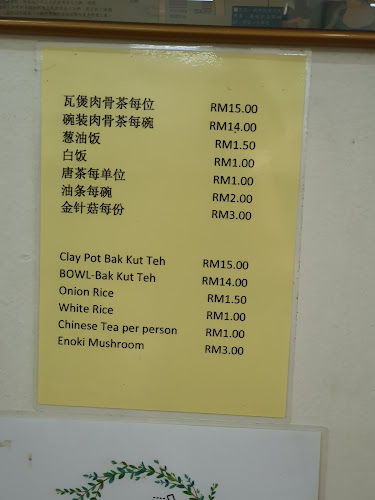 瓦煲肉骨茶每位 RM15.00
碗装肉骨茶每碗 RM14.00
葱油饭 RM1.50
白饭 RM1.00
唐茶每单位 RM1.00
油条每碗 RM2.00
金针菇每份 RM3.00
Clay Pot Bak Kut Teh RM15.00
BOWL-Bak Kut Teh RM14.00
Onion Rice RM1.50
White Rice RM1.00
Chinese Tea per person RM1.00
Enoki Mushroom RM3.00